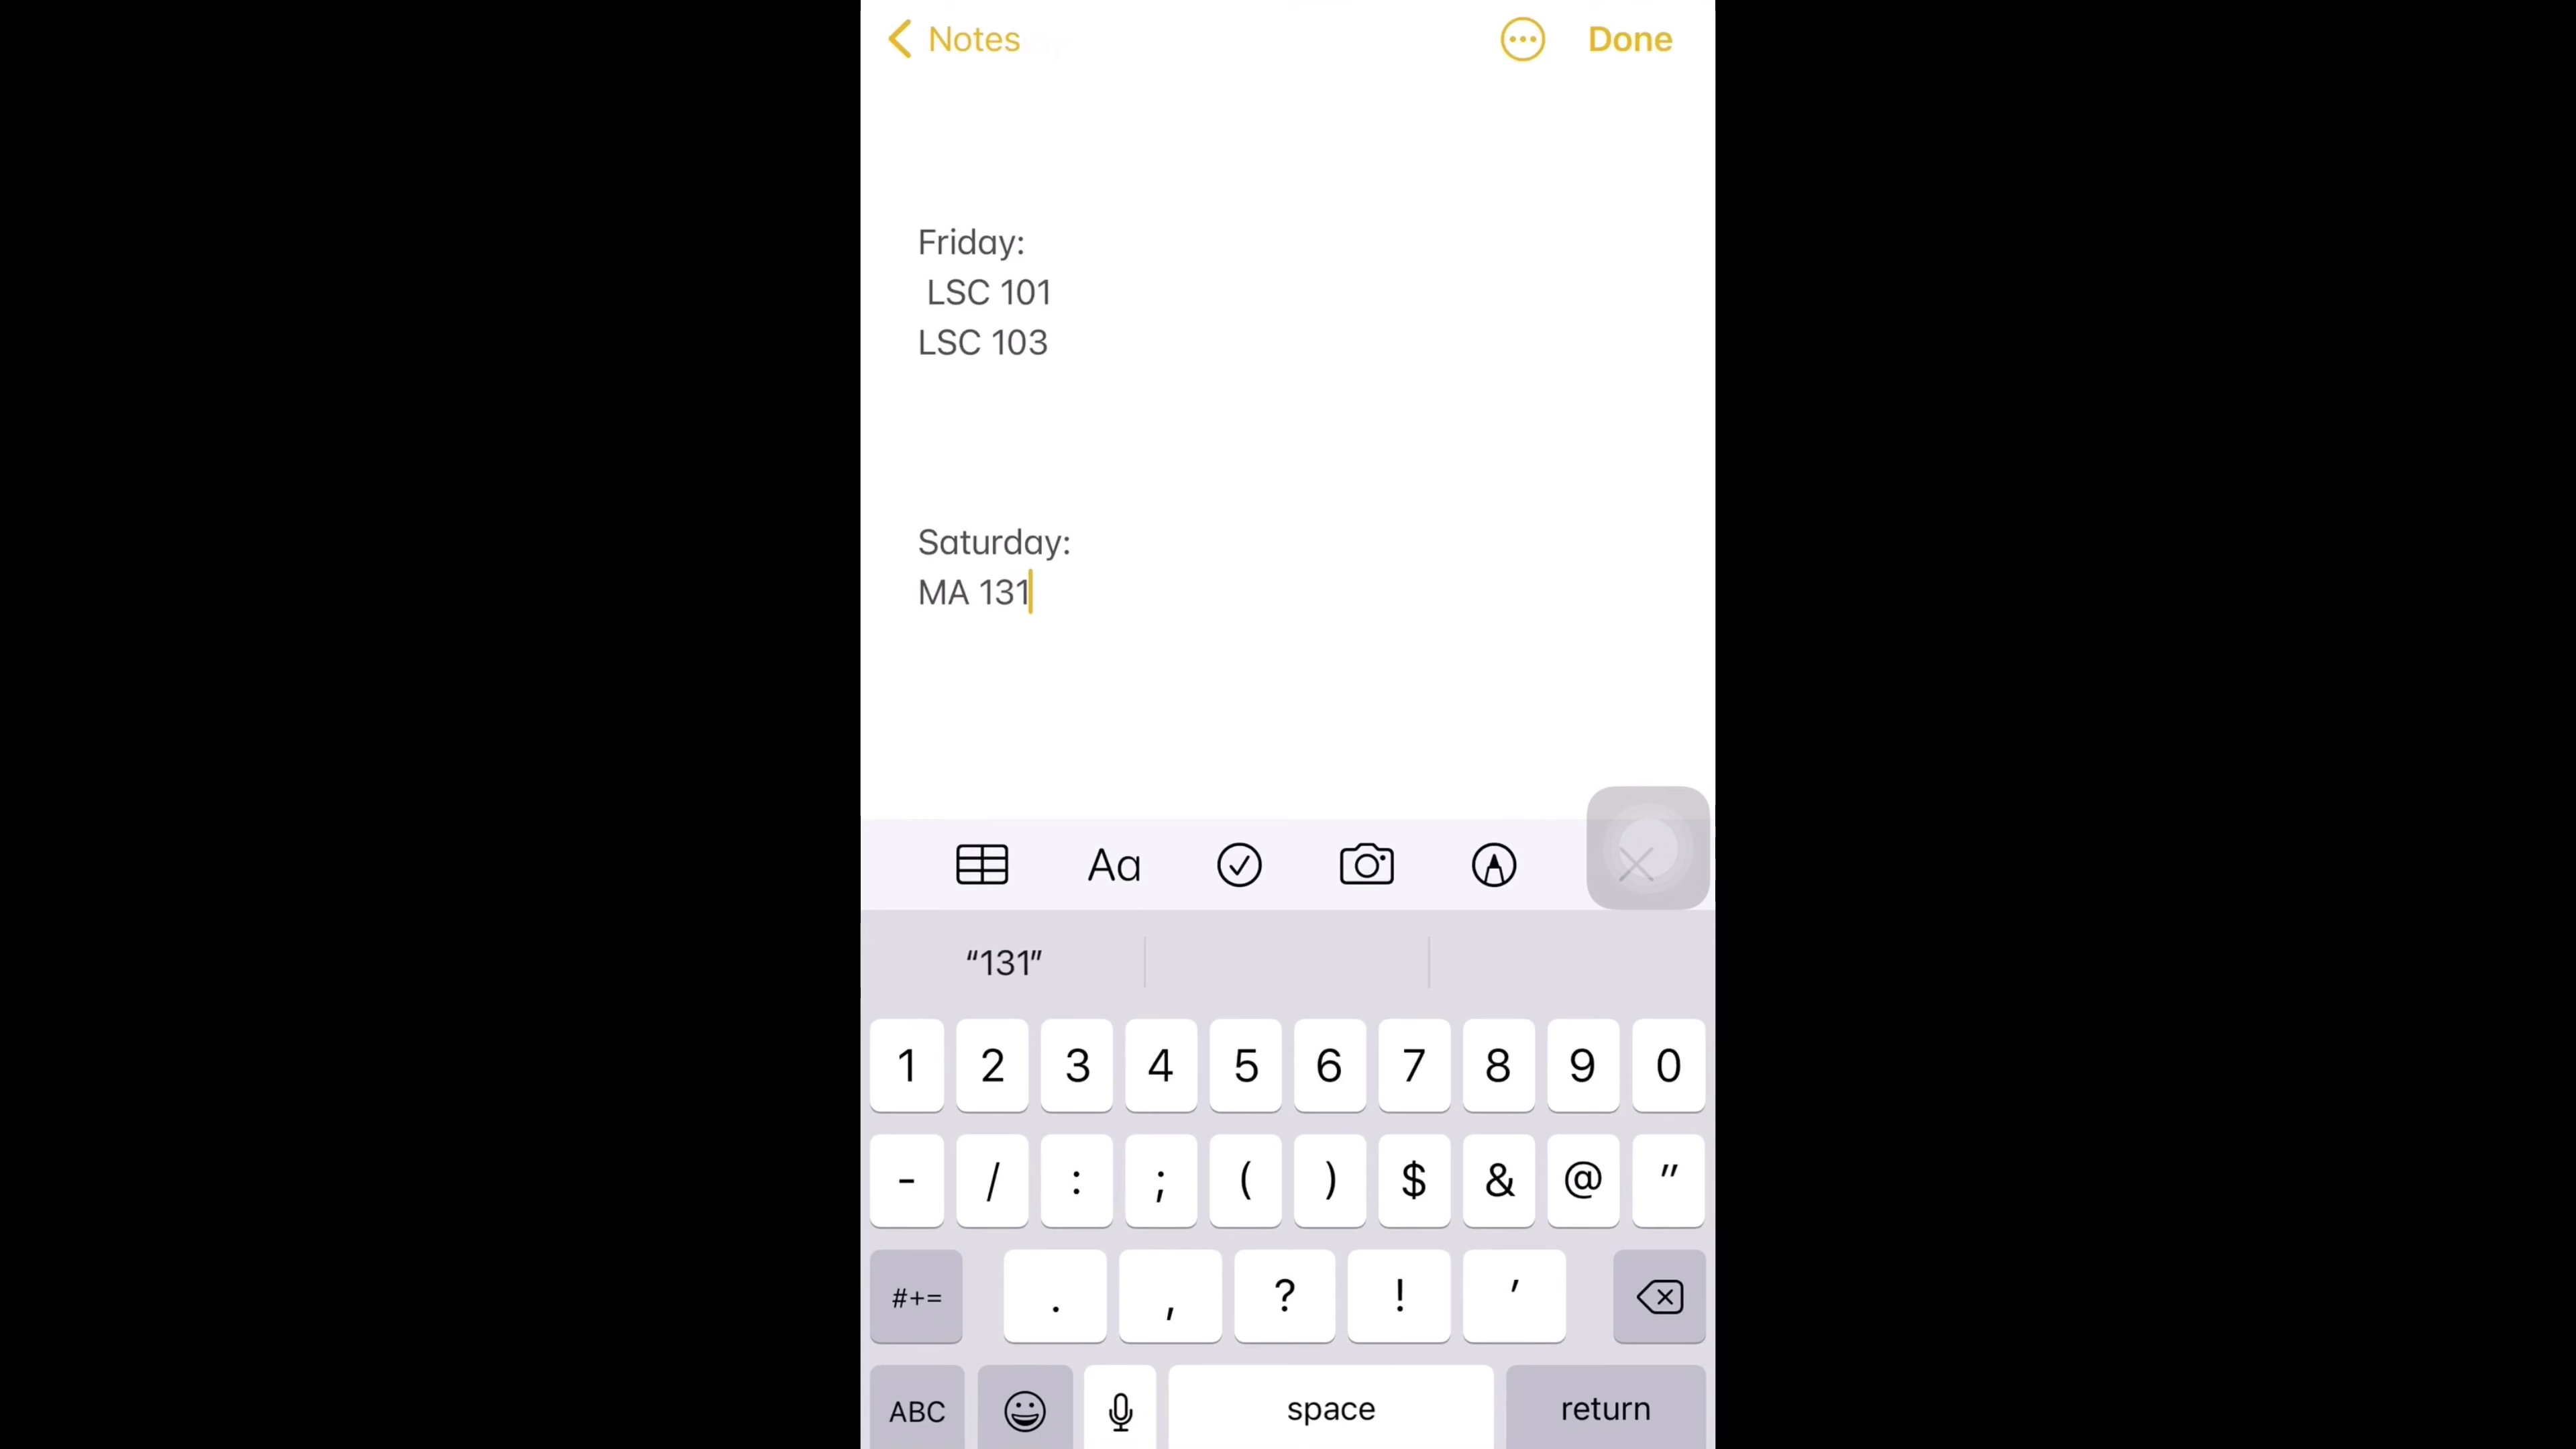 Notes
Done
Friday:
LSC 101
LSC 103
Saturday:
MA 131
Aa
“131”
1 2 3 4 5 6 7 8 9 0
- / : ; ( ) $ & @ "
#+= . , ? ! '
ABC space return